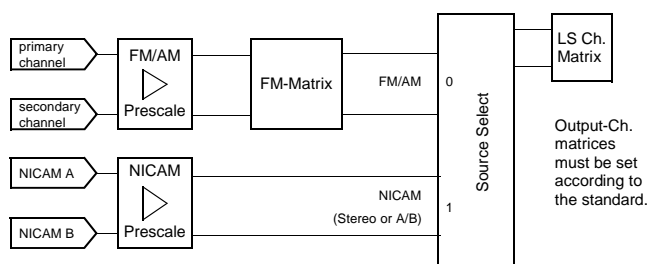 primary
channel
secondary
channel
NICAM A
NICAM B
FM/AM
Prescale
NICAM
Prescale
FM-Matrix
FM/AM
NICAM
(Stereo or A/B)
0
1
Source Select
LS Ch.
Matrix
Output-Ch.
matrices
must be set
according to
the standard.